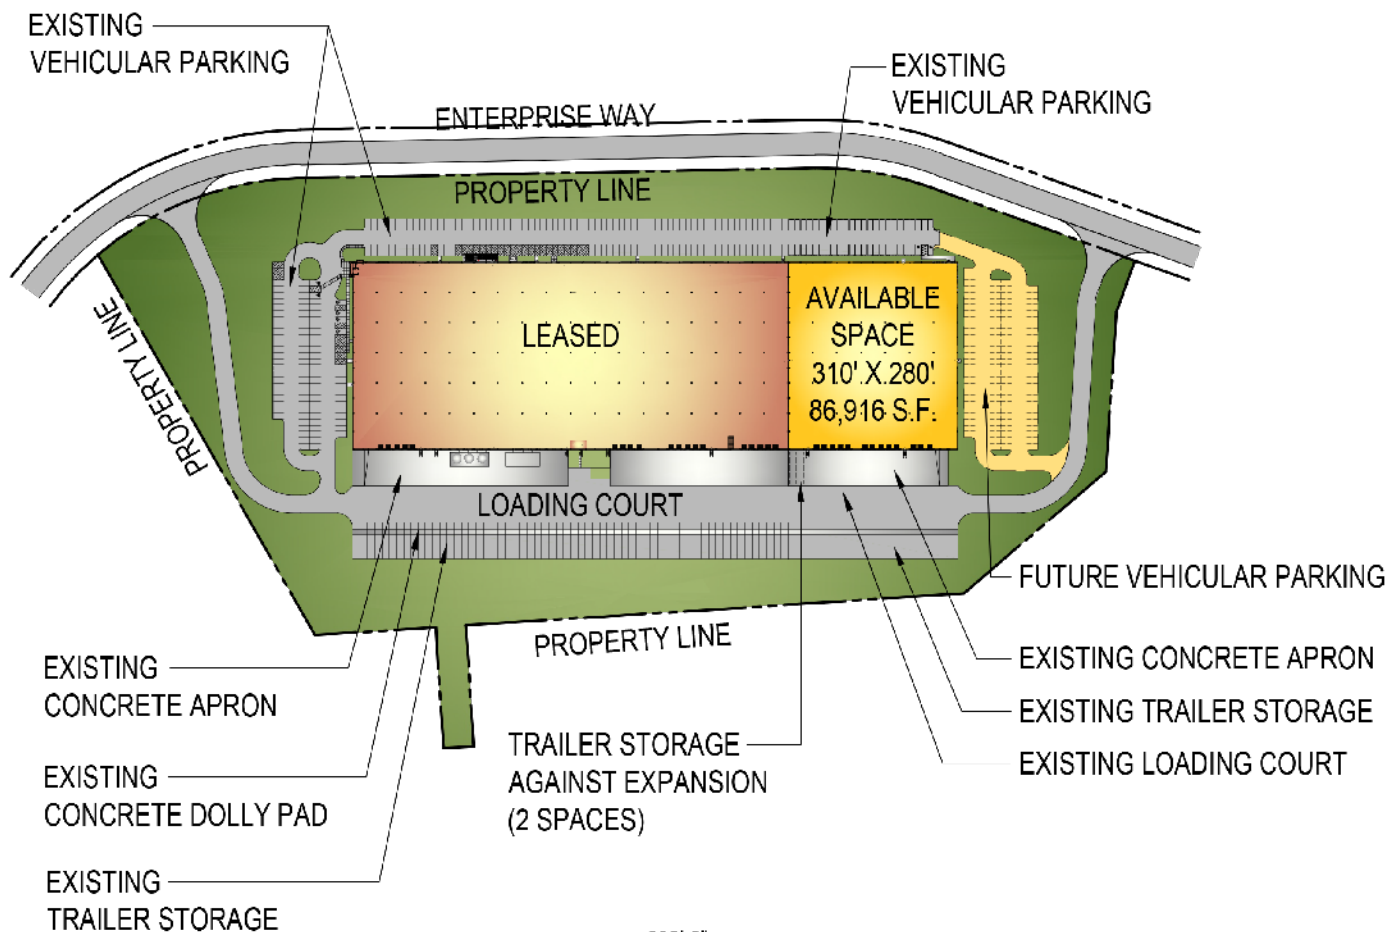 EXISTING
VEHICULAR PARKING
EXISTING
VEHICULAR PARKING
ENTERPRISE WAY
PROPERTY LINE
PROPERTY LINE
LEASED
AVAILABLE
SPACE
310' X 280'
86,916 S.F.
LOADING COURT
PROPERTY LINE
FUTURE VEHICULAR PARKING
EXISTING CONCRETE APRON
EXISTING TRAILER STORAGE
EXISTING LOADING COURT
EXISTING
CONCRETE APRON
EXISTING
CONCRETE DOLLY PAD
EXISTING
TRAILER STORAGE
TRAILER STORAGE
AGAINST EXPANSION
(2 SPACES)